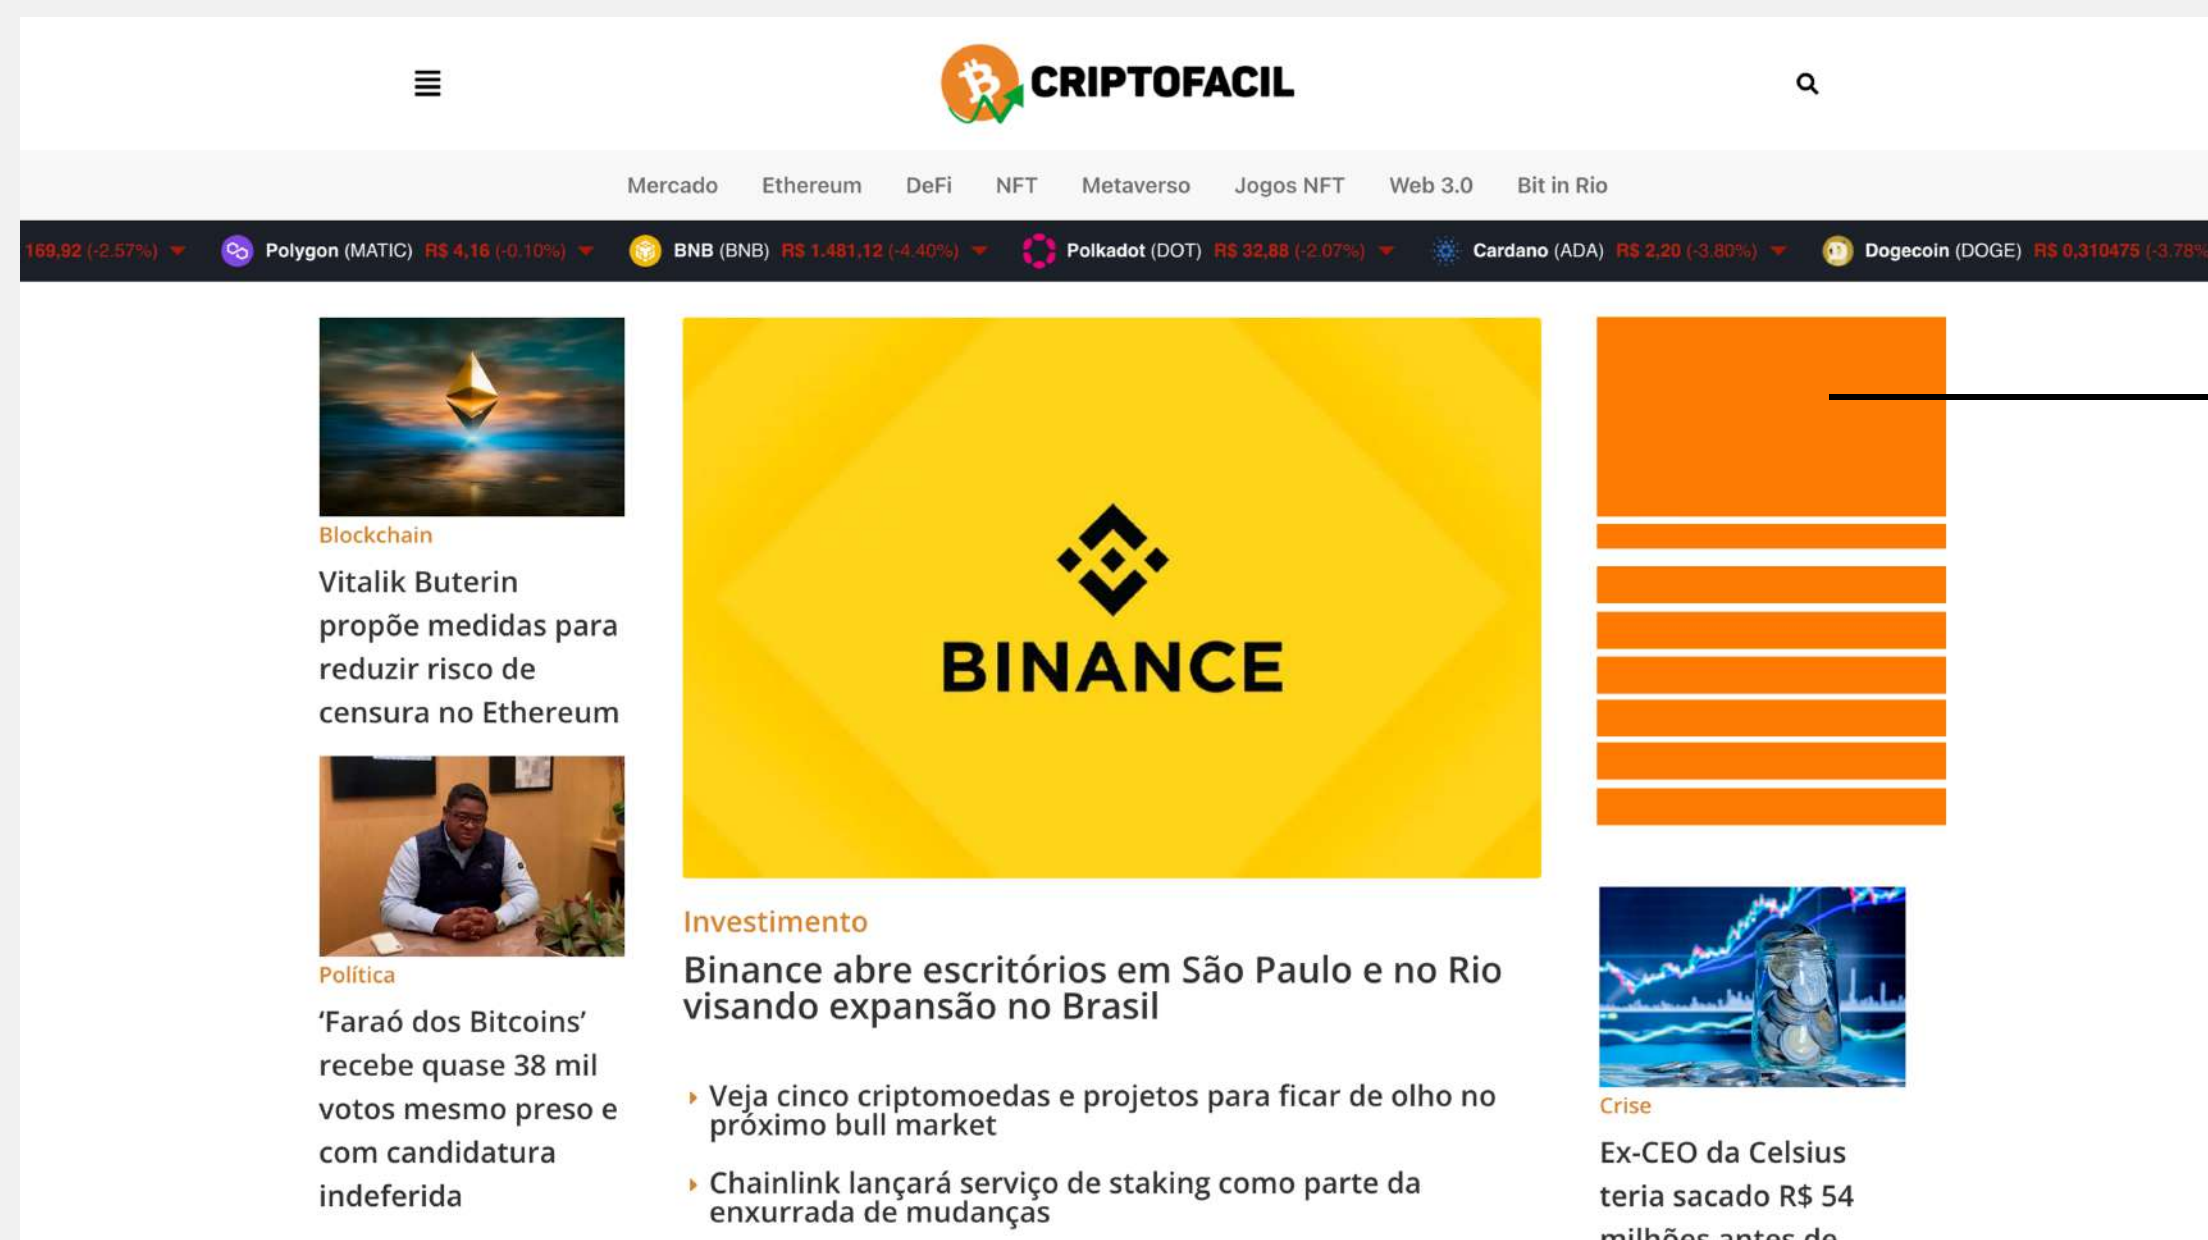 CRIPTOFACIL
Mercado Ethereum DeFi NFT Metaverso Jogos NFT Web 3.0 Bit in Rio
169,92 (-2.57%) Polygon (MATIC) R$ 4,16 (-0.10%) BNB (BNB) R$ 1.481,12 (-4.40%) Polkadot (DOT) R$ 32,88 (-2.07%) Cardano (ADA) R$ 2,20 (-3.80%) Dogecoin (DOGE) R$ 0,310475 (-3.78%
Blockchain
Vitalik Buterin
propõe medidas para
reduzir risco de
censura no Ethereum
Política
‘Faraó dos Bitcoins’
recebe quase 38 mil
votos mesmo preso e
com candidatura
indeferida
BINANCE
Investimento
Binance abre escritórios em São Paulo e no Rio
visando expansão no Brasil
Veja cinco criptomoedas e projetos para ficar de olho no
próximo bull market
Chainlink lançará serviço de staking como parte da
enxurrada de mudanças
Crise
Ex-CEO da Celsius
teria sacado R$ 54
milhões antes de